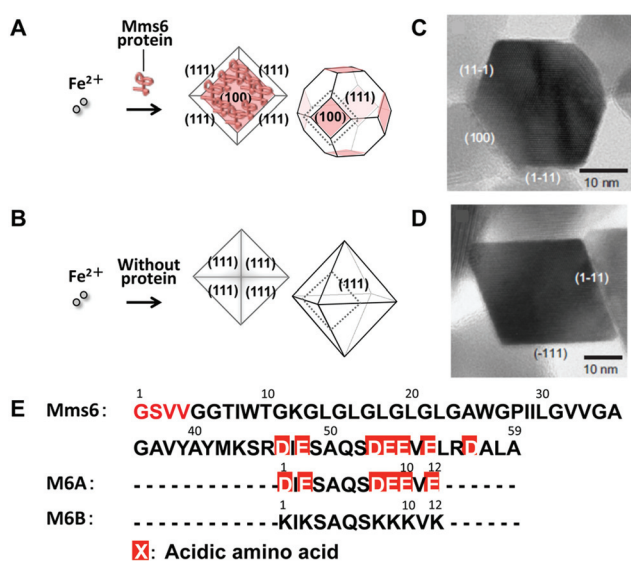 A
Mms6
protein
Fe2+
(111)
(111)
(100)
(111)
(111)
(111)
(100)
B
Fe2+
Without
protein
(111)
(111)
(111)
(111)
(111)
C
(11-1)
(100)
(1-11)
10 nm
D
(1-11)
(-111)
10 nm
E
1 10 20 30
Mms6: GSVVGGTIWTGKGLGLGLGLGLGAWGPIILGVVGA
40 50 59
GAVYAYMKSRDIESAQSDEEVELRDALA
1 10 12
M6A: -----------DIESAQSDEEVE------
1 10 12
M6B: -----------KIKSAQSKKKVK------
X: Acidic amino acid